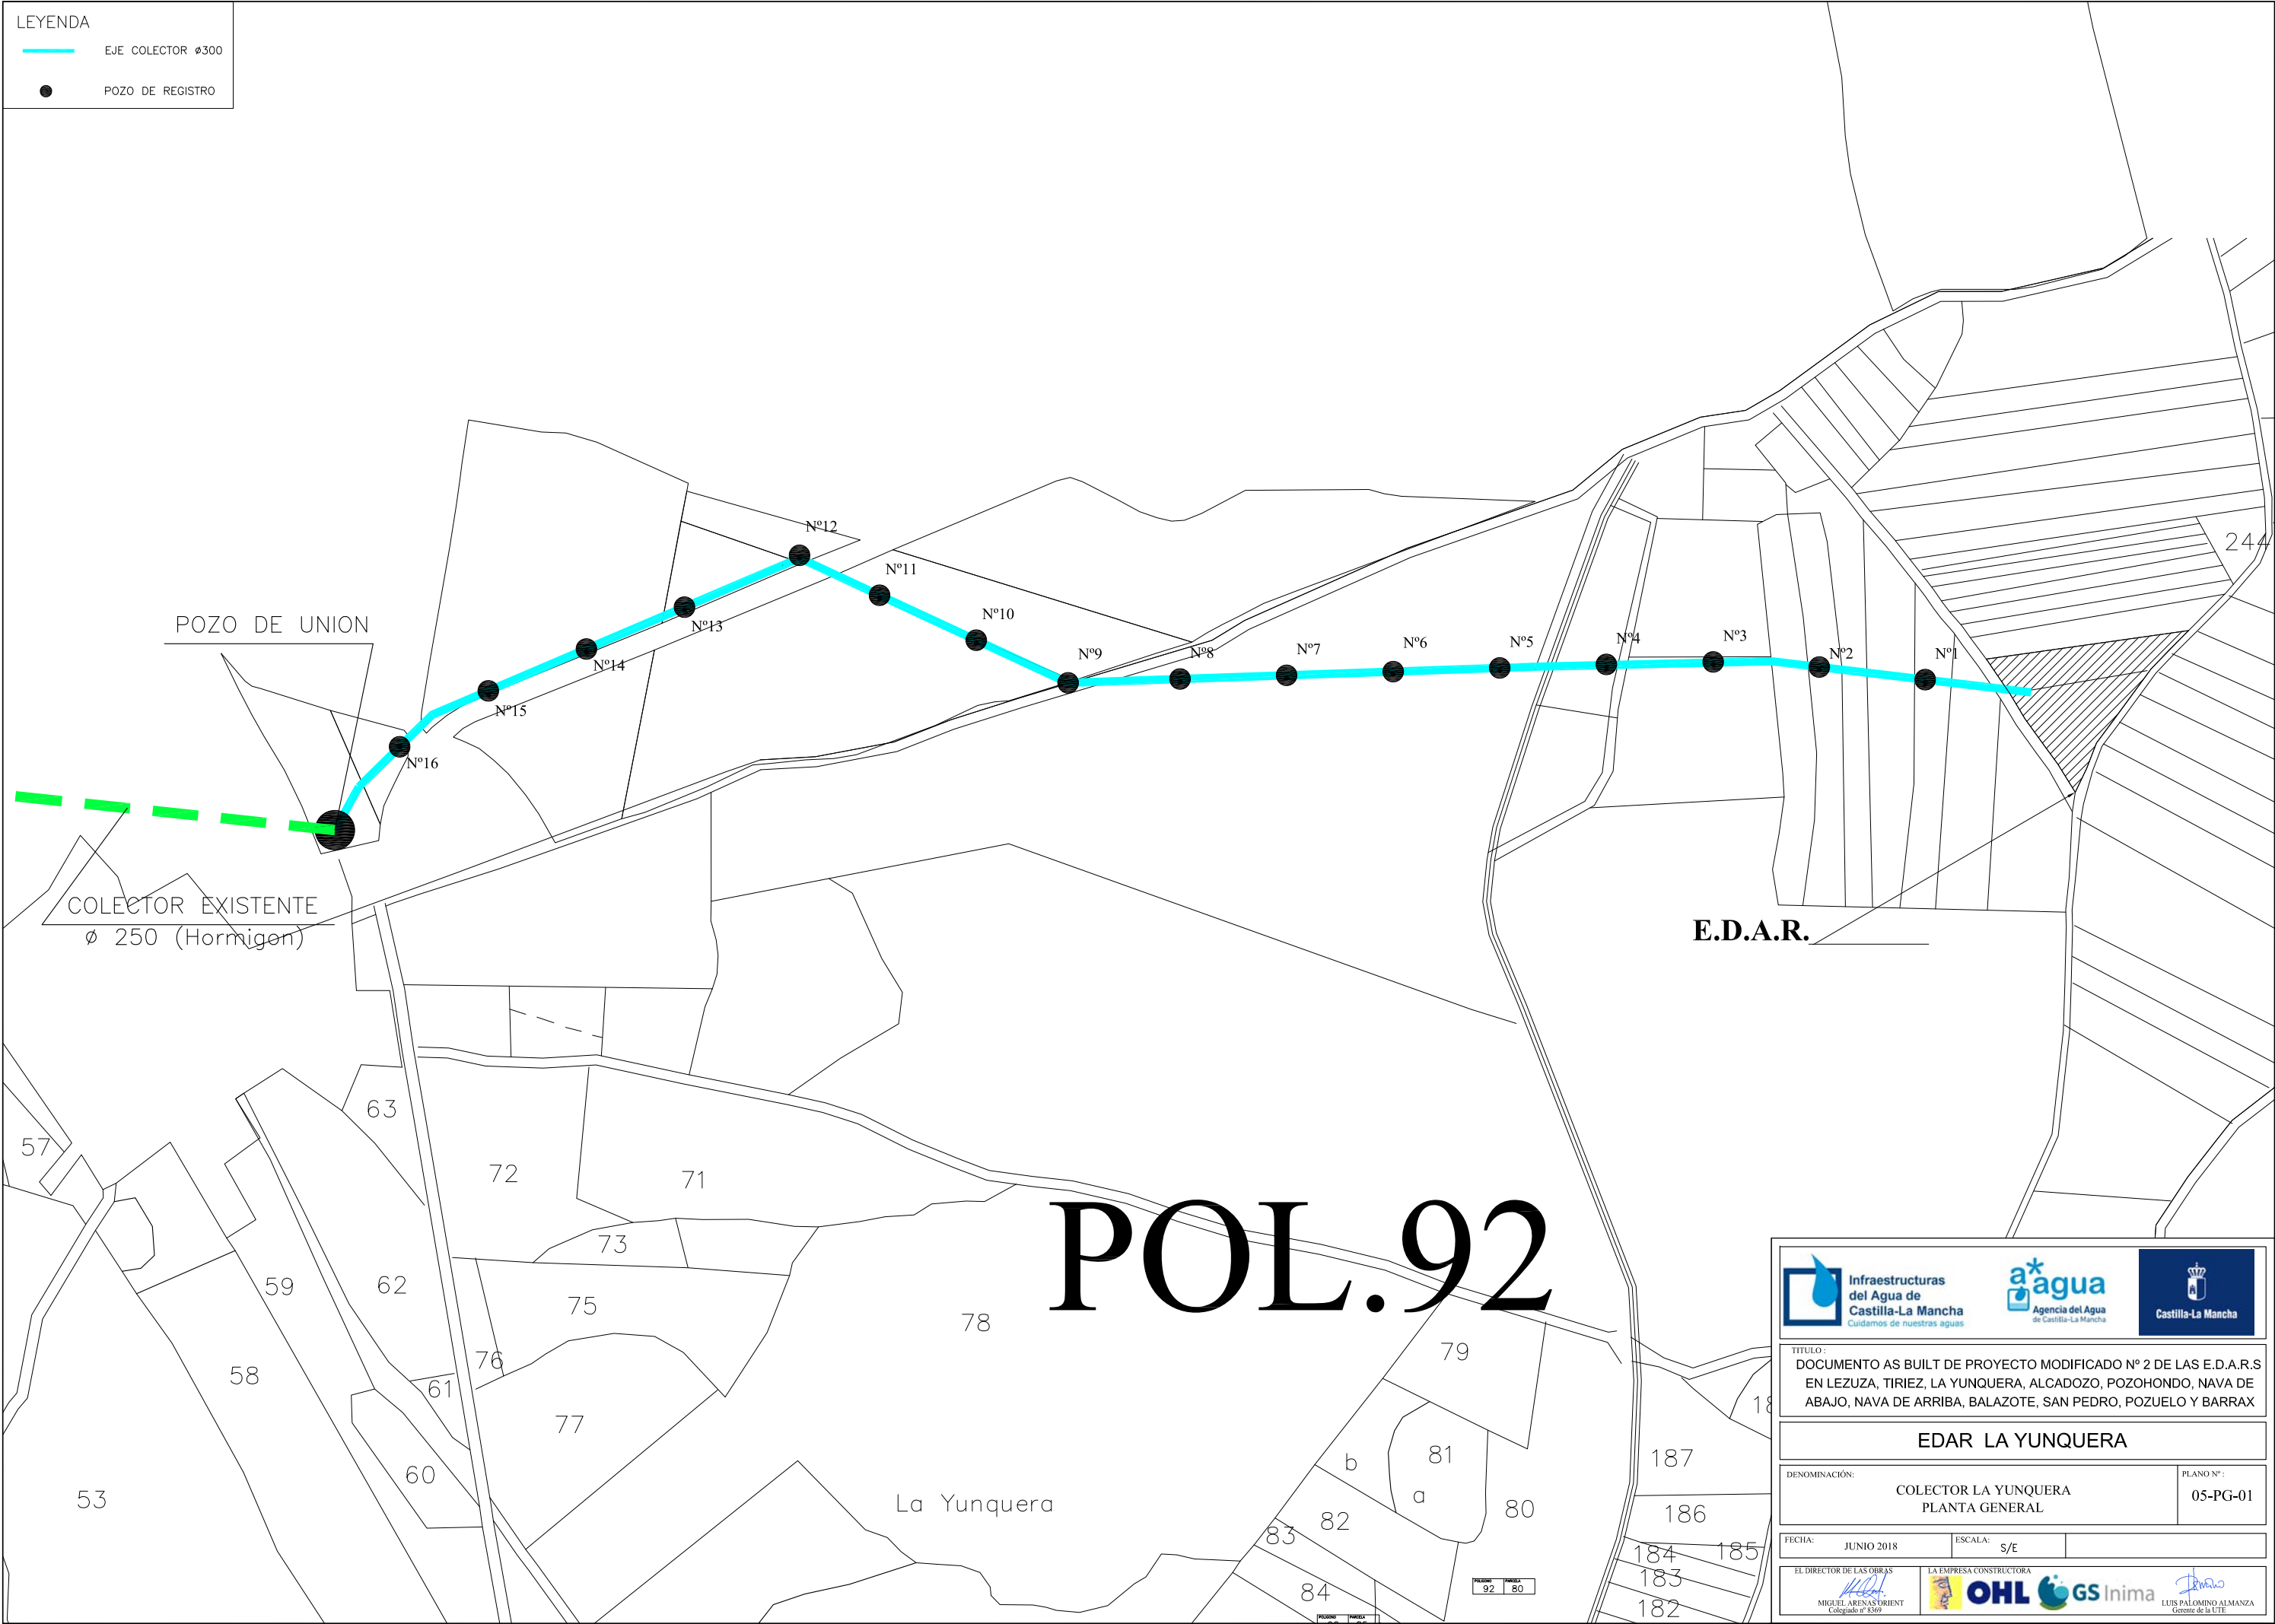 LEYENDA
EJE COLECTOR ø300
POZO DE REGISTRO
Nº12
Nº11
244
Nº10
POZO DE UNION
Nº13
Nº9
Nº8
Nº7
Nº6
Nº5
Nº4
Nº3
Nº2
Nº1
Nº14
Nº15
Nº16
COLECTOR EXISTENTE
ø 250 (Hormigon)
E.D.A.R.
63
57
72
71
POL.92
73
59
62
75
78
79
76
58
61
77
187
81
b
a
60
53
La Yunquera
80
186
82
83
184
185
183
84
182
POLIGONO PARCELA
92 80
Infraestructuras
del Agua de
Castilla-La Mancha
Cuidamos de nuestras aguas
a* agua
Agencia del Agua
de Castilla-La Mancha
Castilla-La Mancha
TITULO :
DOCUMENTO AS BUILT DE PROYECTO MODIFICADO Nº 2 DE LAS E.D.A.R.S
EN LEZUZA, TIRIEZ, LA YUNQUERA, ALCADOZO, POZOHONDO, NAVA DE
ABAJO, NAVA DE ARRIBA, BALAZOTE, SAN PEDRO, POZUELO Y BARRAX
EDAR LA YUNQUERA
DENOMINACIÓN:
COLECTOR LA YUNQUERA
PLANTA GENERAL
PLANO Nº :
05-PG-01
FECHA:
JUNIO 2018
ESCALA:
S/E
EL DIRECTOR DE LAS OBRAS
MIGUEL ARENAS ORIENT
Colegiado nº 8369
LA EMPRESA CONSTRUCTORA
OHL
GS Inima
LUIS PALOMINO ALMANZA
Gerente de la UTE